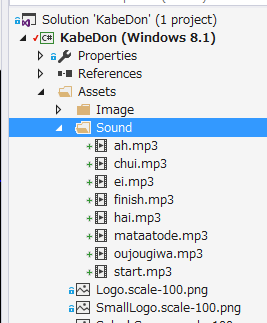 Solution 'KabeDon' (1 project)
C# KabeDon (Windows 8.1)
Properties
References
Assets
Image
Sound
ah.mp3
chui.mp3
ei.mp3
finish.mp3
hai.mp3
mataatode.mp3
oujougiwa.mp3
start.mp3
Logo.scale-100.png
SmallLogo.scale-100.png